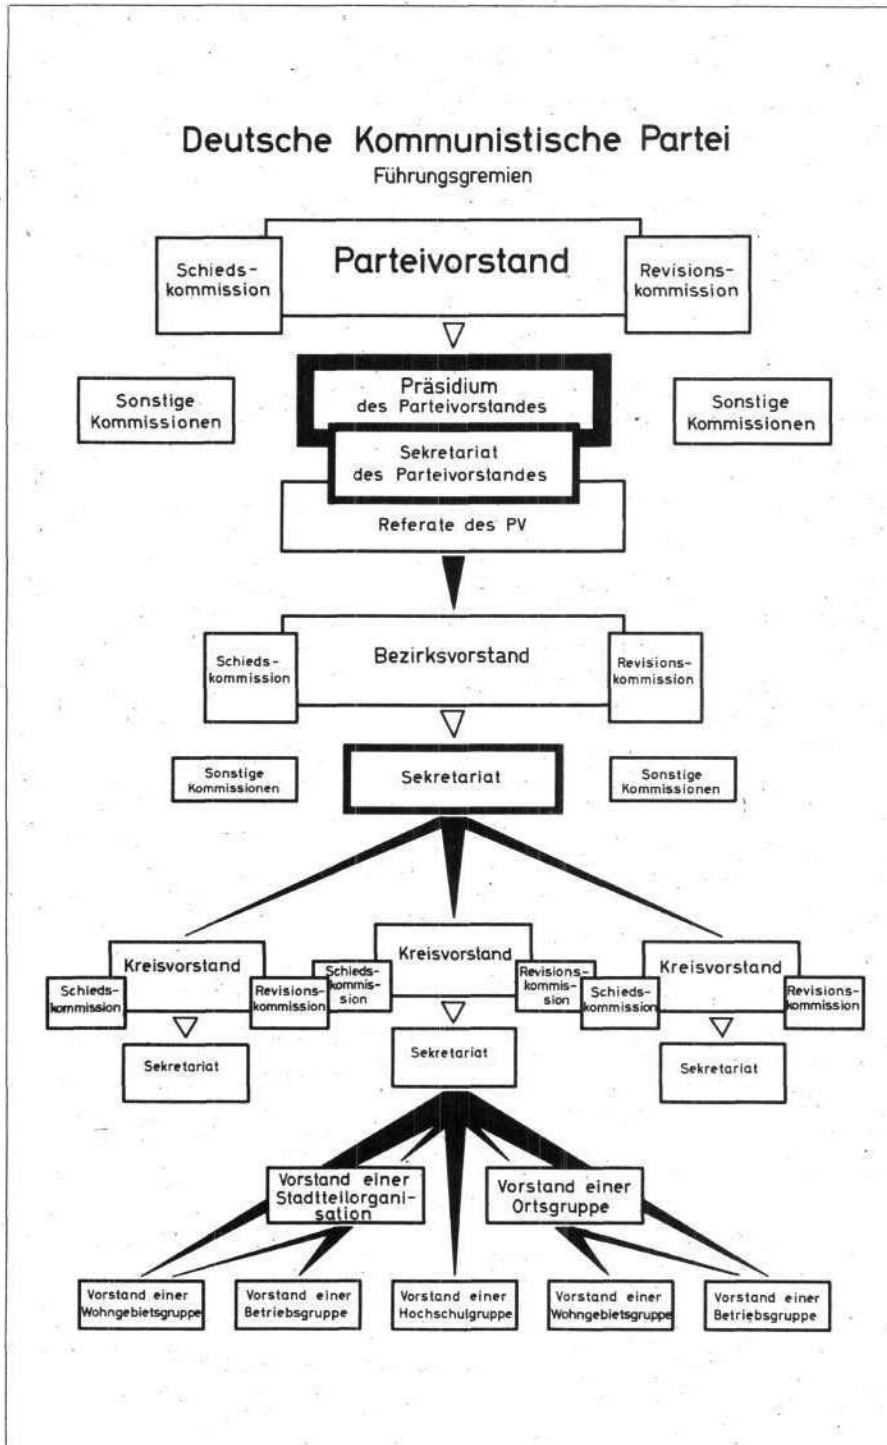 Deutsche Kommunistische Partei
Führungsgremien
Parteivorstand
Schieds-
kommission
Revisions-
kommission
Präsidium
des Parteivorstandes
Sonstige
Kommissionen
Sonstige
Kommissionen
Sekretariat
des Parteivorstandes
Referate des PV
Bezirksvorstand
Schieds-
kommission
Revisions-
kommission
Sekretariat
Sonstige
Kommissionen
Sonstige
Kommissionen
Kreisvorstand
Schieds-
kommission
Revisions-
kommission
Sekretariat
Kreisvorstand
Schieds-
kommis-
sion
Revisions-
kommis-
sion
Sekretariat
Kreisvorstand
Schieds-
kommission
Revisions-
kommission
Sekretariat
Vorstand einer
Stadtteilorgani-
sation
Vorstand einer
Ortsgruppe
Vorstand einer
Wohngebietsgruppe
Vorstand einer
Betriebsgruppe
Vorstand einer
Hochschulgruppe
Vorstand einer
Wohngebietsgruppe
Vorstand einer
Betriebsgruppe